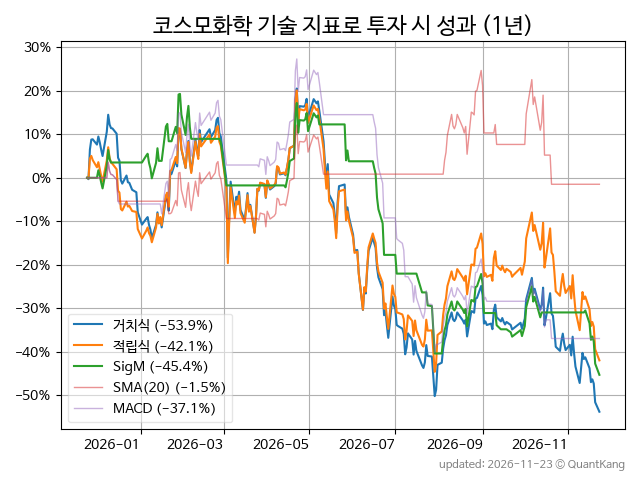 코스모화학 기술 지표로 투자 시 성과 (1년)
30%
20%
10%
0%
−10%
−20%
−30%
−40%
−50%
거치식 (−53.9%)
적립식 (−42.1%)
SigM (−45.4%)
SMA(20) (−1.5%)
MACD (−37.1%)
2026-01 2026-03 2026-05 2026-07 2026-09 2026-11
updated: 2026-11-23 © QuantKang